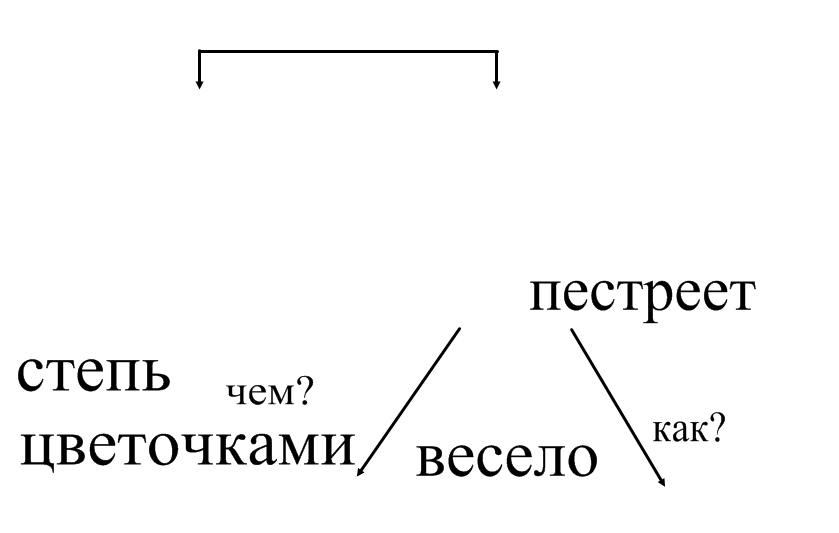 пестреет
степь
чем?
как?
цветочками
весело